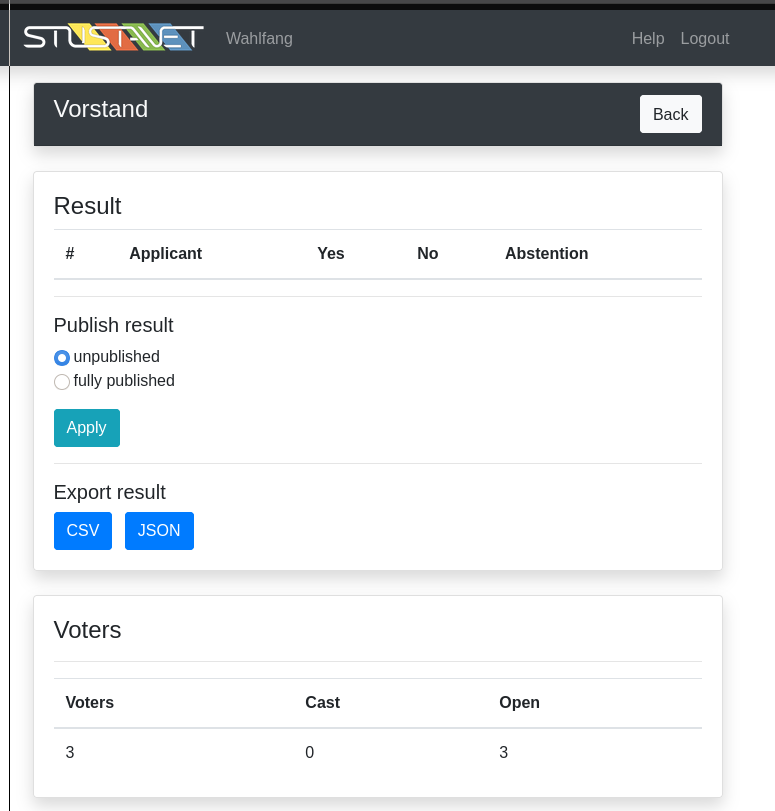 STUSTANET Wahlfang Help Logout
Vorstand Back
Result
# Applicant Yes No Abstention
Publish result
unpublished
fully published
Apply
Export result
CSV JSON
Voters
Voters Cast Open
3 0 3